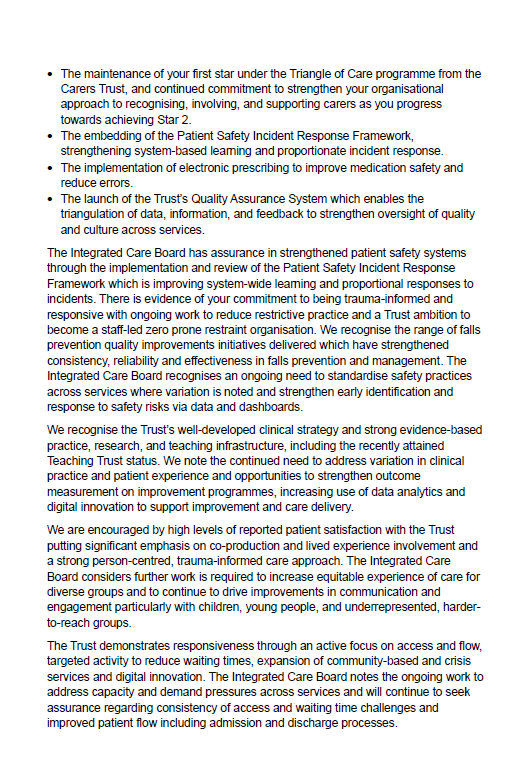 • The maintenance of your first star under the Triangle of Care programme from the
Carers Trust, and continued commitment to strengthen your organisational
approach to recognising, involving, and supporting carers as you progress
towards achieving Star 2.
• The embedding of the Patient Safety Incident Response Framework,
strengthening system-based learning and proportionate incident response.
• The implementation of electronic prescribing to improve medication safety and
reduce errors.
• The launch of the Trust's Quality Assurance System which enables the
triangulation of data, information, and feedback to strengthen oversight of quality
and culture across services.
The Integrated Care Board has assurance in strengthened patient safety systems
through the implementation and review of the Patient Safety Incident Response
Framework which is improving system-wide learning and proportional responses to
incidents. There is evidence of your commitment to being trauma-informed and
responsive with ongoing work to reduce restrictive practice and a Trust ambition to
become a staff-led zero prone restraint organisation. We recognise the range of falls
prevention quality improvements initiatives delivered which have strengthened
consistency, reliability and effectiveness in falls prevention and management. The
Integrated Care Board recognises an ongoing need to standardise safety practices
across services where variation is noted and strengthen early identification and
response to safety risks via data and dashboards.
We recognise the Trust's well-developed clinical strategy and strong evidence-based
practice, research, and teaching infrastructure, including the recently attained
Teaching Trust status. We note the continued need to address variation in clinical
practice and patient experience and opportunities to strengthen outcome
measurement on improvement programmes, increasing use of data analytics and
digital innovation to support improvement and care delivery.
We are encouraged by high levels of reported patient satisfaction with the Trust
putting significant emphasis on co-production and lived experience involvement and
a strong person-centred, trauma-informed care approach. The Integrated Care
Board considers further work is required to increase equitable experience of care for
diverse groups and to continue to drive improvements in communication and
engagement particularly with children, young people, and underrepresented, harder-
to-reach groups.
The Trust demonstrates responsiveness through an active focus on access and flow,
targeted activity to reduce waiting times, expansion of community-based and crisis
services and digital innovation. The Integrated Care Board notes the ongoing work to
address capacity and demand pressures across services and will continue to seek
assurance regarding consistency of access and waiting time challenges and
improved patient flow including admission and discharge processes.